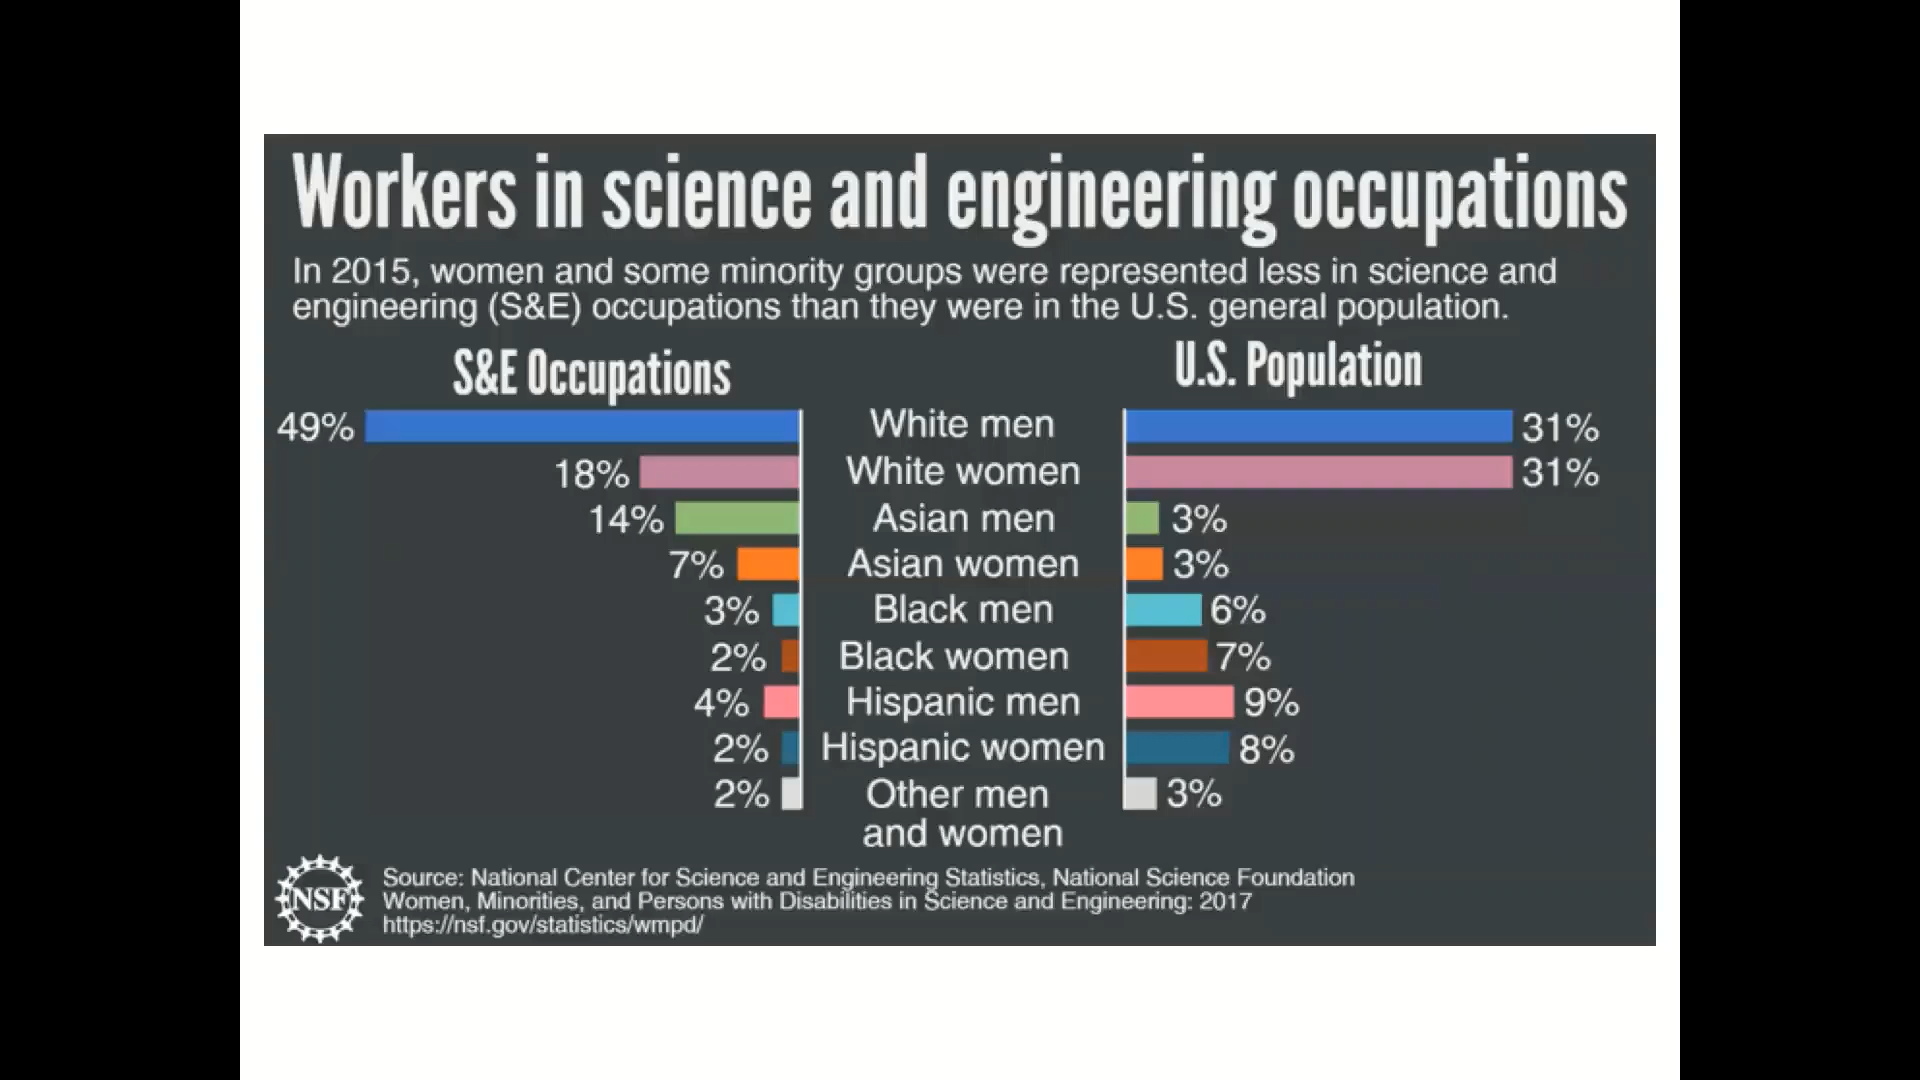 Workers in science and engineering occupations
In 2015, women and some minority groups were represented less in science and
engineering (S&E) occupations than they were in the U.S. general population.
S&E Occupations
U.S. Population
49% White men 31%
18% White women 31%
14% Asian men 3%
7% Asian women 3%
3% Black men 6%
2% Black women 7%
4% Hispanic men 9%
2% Hispanic women 8%
2% Other men 3%
and women
NSF
Source: National Center for Science and Engineering Statistics, National Science Foundation
Women, Minorities, and Persons with Disabilities in Science and Engineering: 2017
https://nsf.gov/statistics/wmpd/